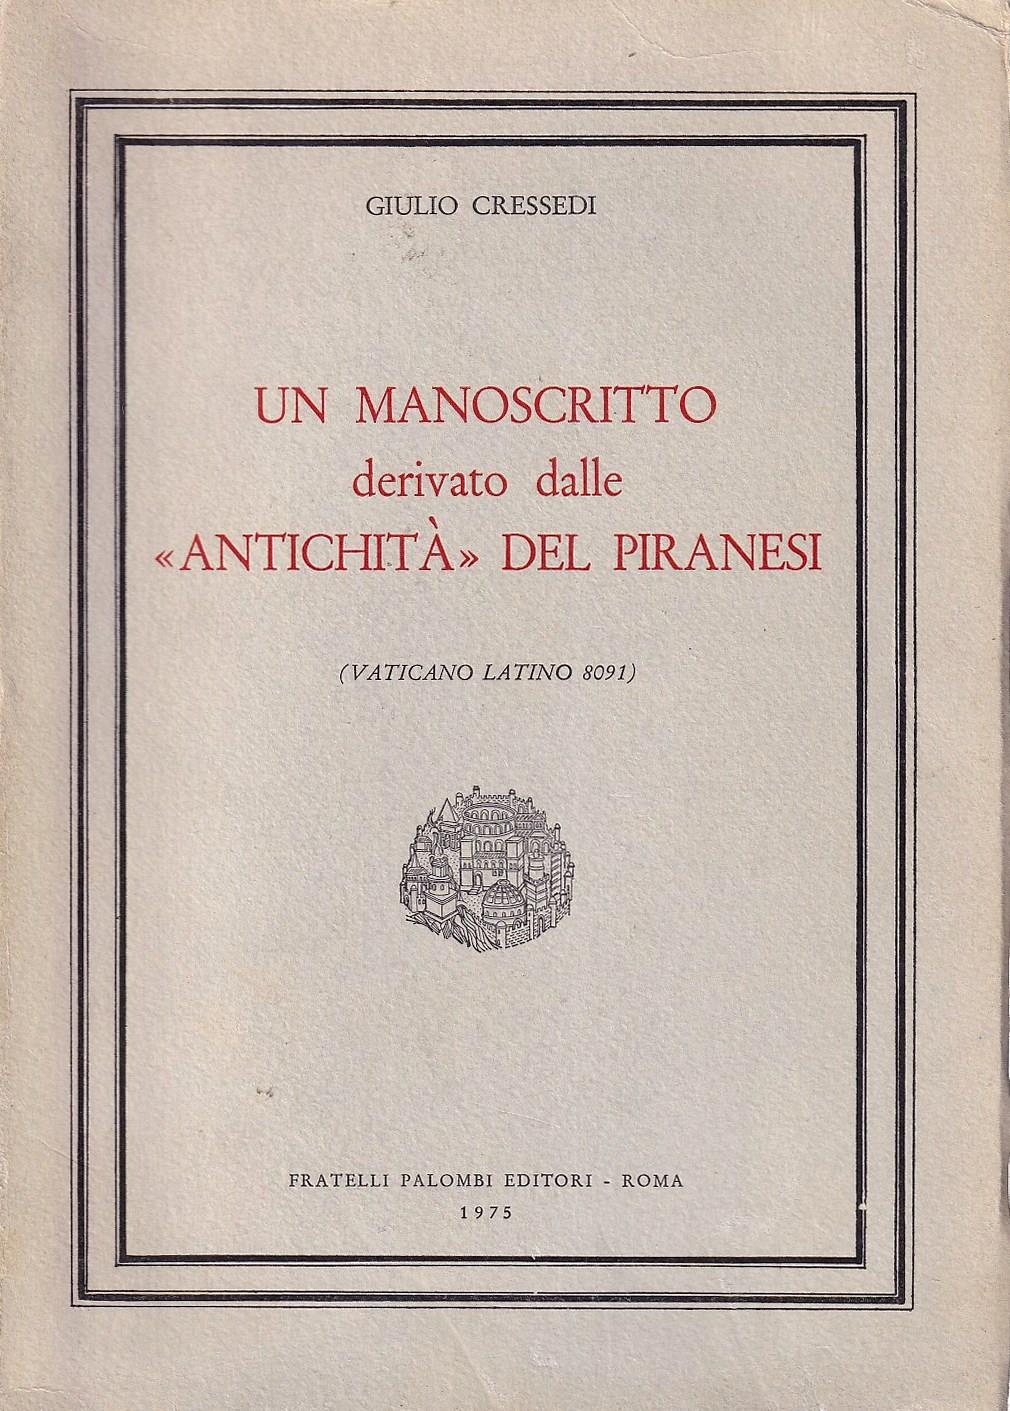 GIULIO CRESSEDI
UN MANOSCRITTO
derivato dalle
«ANTICHITÀ» DEL PIRANESI
(VATICANO LATINO 8091)
FRATELLI PALOMBI EDITORI - ROMA
1975